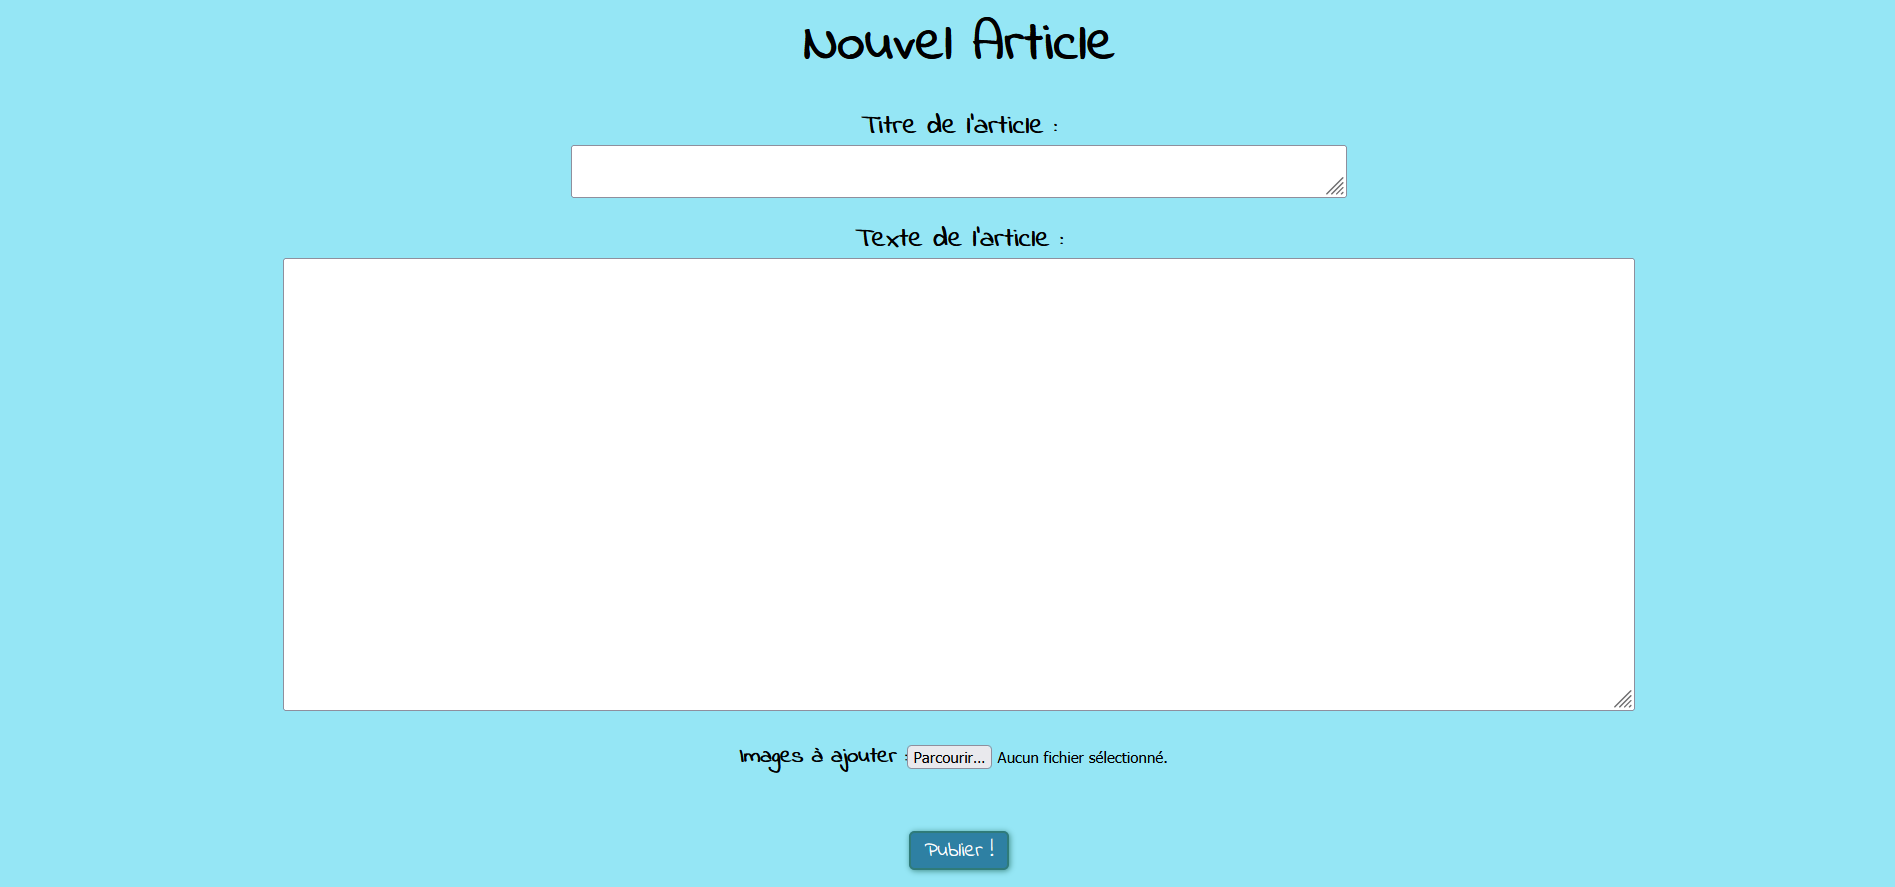 Nouvel Article
Titre de l'article :
Texte de l'article :
Images à ajouter : Parcourir... Aucun fichier sélectionné.
Publier !